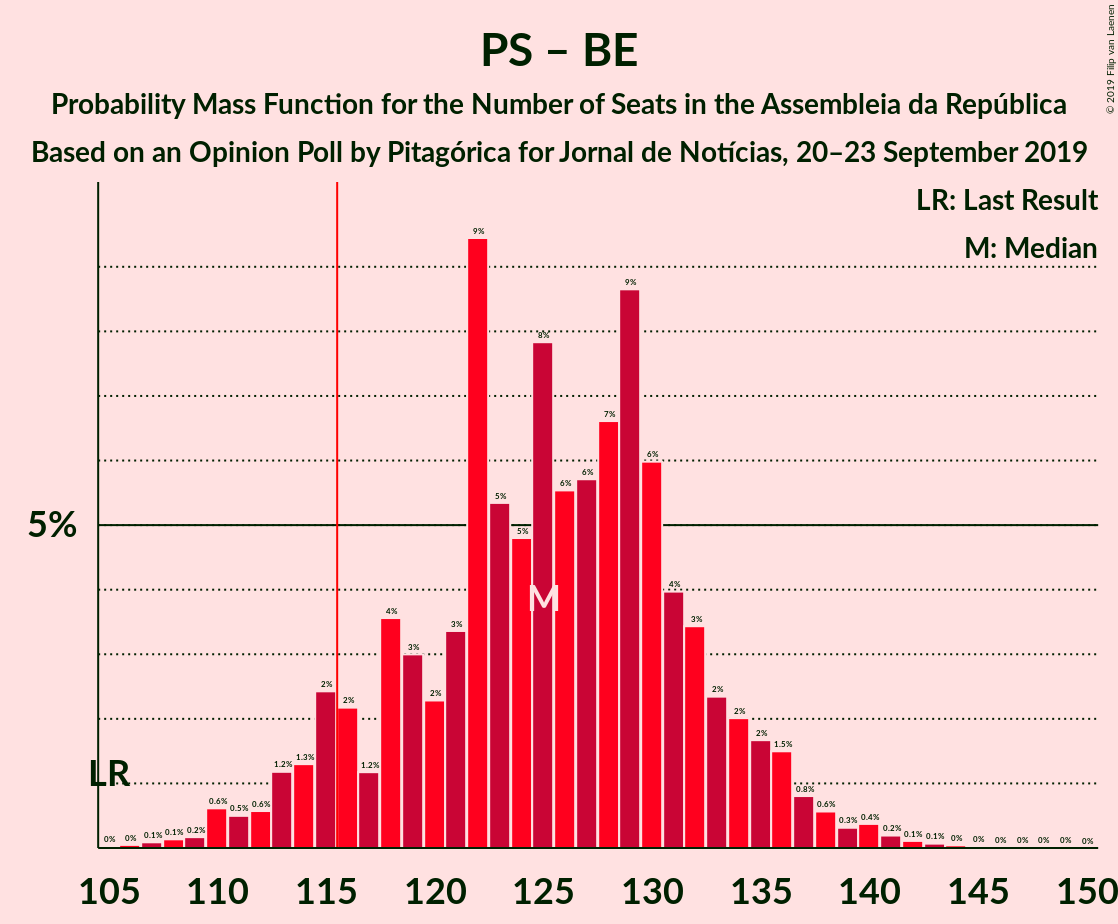 PS – BE
Probability Mass Function for the Number of Seats in the Assembleia da República
Based on an Opinion Poll by Pitagórica for Jornal de Notícias, 20–23 September 2019
© 2019 Filip van Laenen
LR: Last Result
M: Median
5%
LR
M
0% 0% 0.1% 0.1% 0.2% 0.6% 0.5% 0.6% 1.2% 1.3% 2% 2% 1.2% 4% 3% 2% 3% 9% 5% 5% 8% 6% 6% 7% 9% 6% 4% 3% 2% 2% 2% 1.5% 0.8% 0.6% 0.3% 0.4% 0.2% 0.1% 0.1% 0% 0% 0% 0% 0% 0% 0%
105 110 115 120 125 130 135 140 145 150